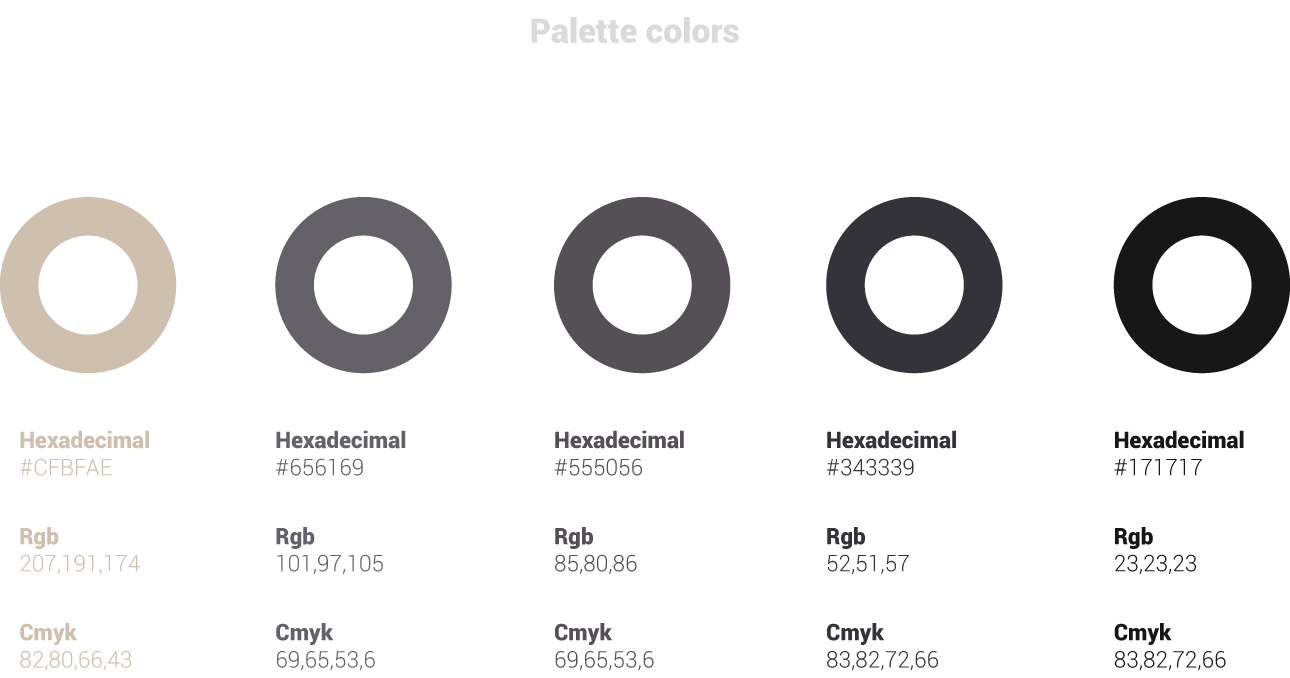 Palette colors
Hexadecimal
#CFBFAE
Rgb
207,191,174
Cmyk
82,80,66,43
Hexadecimal
#656169
Rgb
101,97,105
Cmyk
69,65,53,6
Hexadecimal
#555056
Rgb
85,80,86
Cmyk
69,65,53,6
Hexadecimal
#343339
Rgb
52,51,57
Cmyk
83,82,72,66
Hexadecimal
#171717
Rgb
23,23,23
Cmyk
83,82,72,66